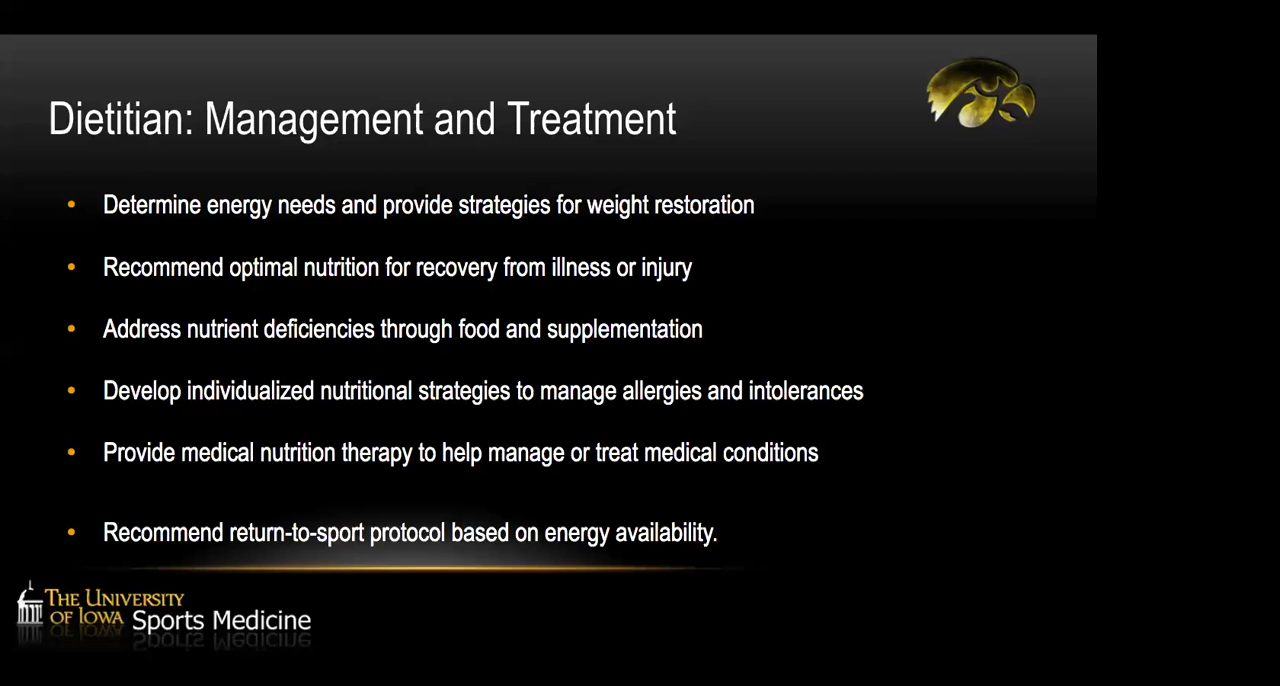 Dietitian: Management and Treatment
• Determine energy needs and provide strategies for weight restoration
• Recommend optimal nutrition for recovery from illness or injury
• Address nutrient deficiencies through food and supplementation
• Develop individualized nutritional strategies to manage allergies and intolerances
• Provide medical nutrition therapy to help manage or treat medical conditions
• Recommend return-to-sport protocol based on energy availability.
THE UNIVERSITY
OF IOWA Sports Medicine